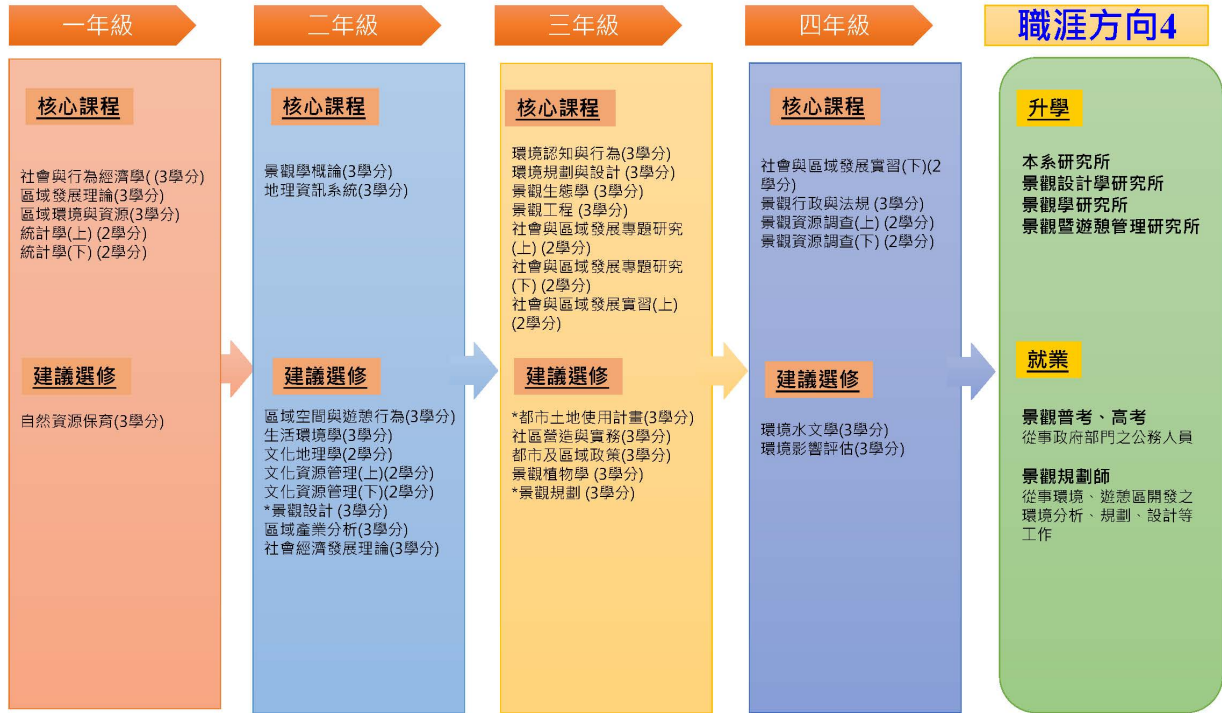 一年級
核心課程
社會與行為經濟學( (3學分)
區域發展理論(3學分)
區域環境與資源(3學分)
統計學(上) (2學分)
統計學(下) (2學分)
建議選修
自然資源保育(3學分)
二年級
核心課程
景觀學概論(3學分)
地理資訊系統(3學分)
建議選修
區域空間與遊憩行為(3學分)
生活環境學(3學分)
文化地理學(2學分)
文化資源管理(上)(2學分)
文化資源管理(下)(2學分)
*景觀設計 (3學分)
區域產業分析(3學分)
社會經濟發展理論(3學分)
三年級
核心課程
環境認知與行為(3學分)
環境規劃與設計 (3學分)
景觀生態學 (3學分)
景觀工程 (3學分)
社會與區域發展專題研究
(上) (2學分)
社會與區域發展專題研究
(下) (2學分)
社會與區域發展實習(上)
(2學分)
建議選修
*都市土地使用計畫(3學分)
社區營造與實務(3學分)
都市及區域政策(3學分)
景觀植物學 (3學分)
*景觀規劃 (3學分)
四年級
核心課程
社會與區域發展實習(下)(2
學分)
景觀行政與法規 (3學分)
景觀資源調查(上) (2學分)
景觀資源調查(下) (2學分)
建議選修
環境水文學(3學分)
環境影響評估(3學分)
職涯方向4
升學
本系研究所
景觀設計學研究所
景觀學研究所
景觀暨遊憩管理研究所
就業
景觀普考、高考
從事政府部門之公務人員
景觀規劃師
從事環境、遊憩區開發之
環境分析、規劃、設計等
工作